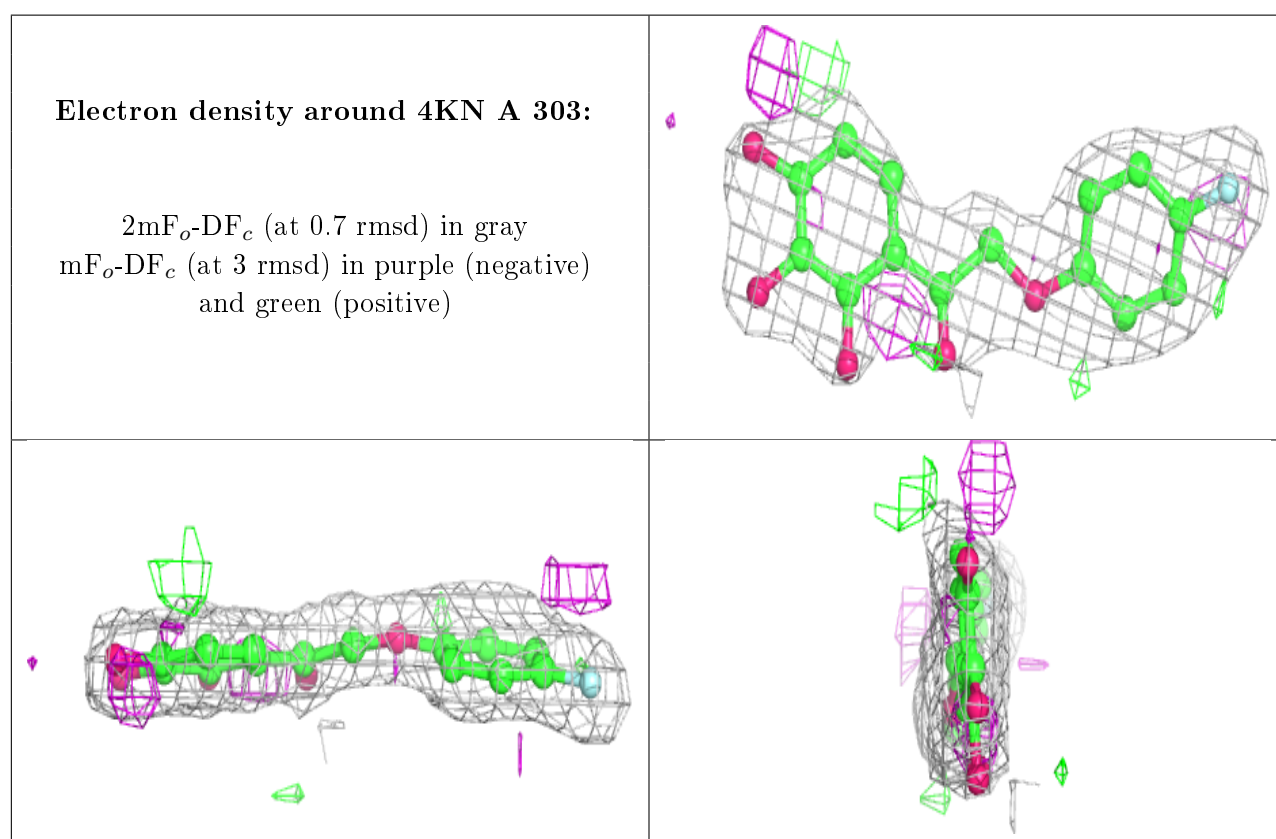 Electron density around 4KN A 303:
2mFo-DFc (at 0.7 rmsd) in gray
mFo-DFc (at 3 rmsd) in purple (negative)
and green (positive)